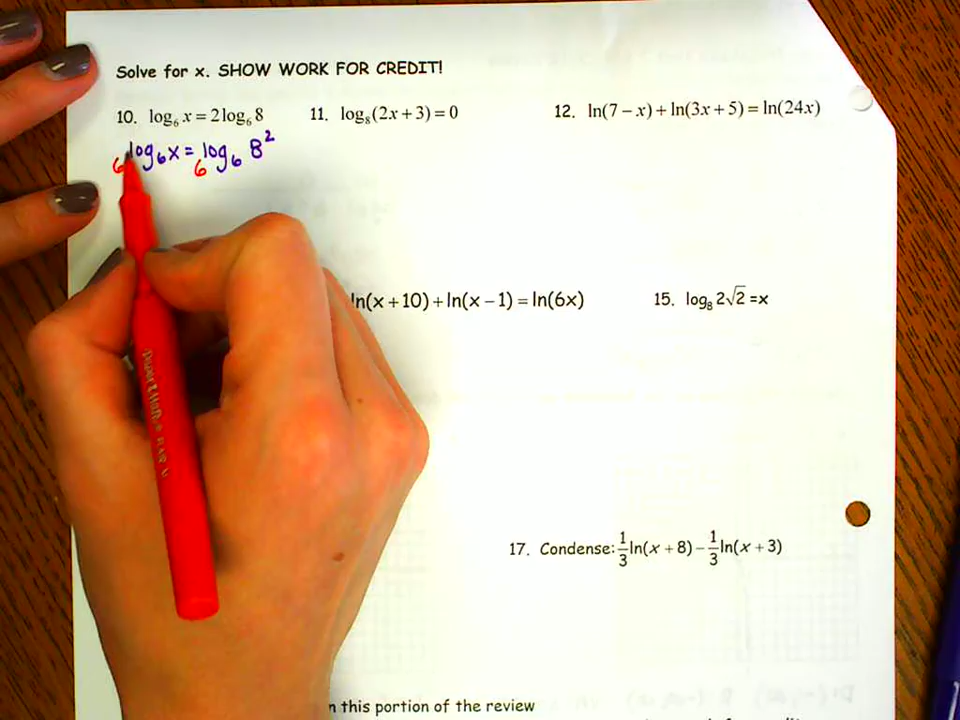 Solve for x. SHOW WORK FOR CREDIT!
10. log₆ x = 2log₆ 8 11. log₈(2x + 3) = 0 12. ln(7 − x) + ln(3x + 5) = ln(24x)
6 log₆ x = 6 log₆ 8²
ln(x + 10) + ln(x − 1) = ln(6x) 15. log₈ 2√2 = x
17. Condense: 1/3 ln(x + 8) − 1/3 ln(x + 3)
n this portion of the review